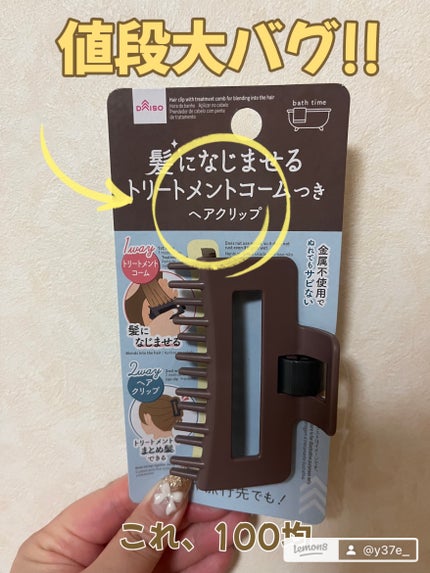 値段大バグ!!
DAISO
Hair clip with treatment comb for blending into the hair
bath time
髪になじませる
トリートメントコームつき
ヘアクリップ
1way
トリートメント
コーム
髪に
なじませる
金属不使用で
ぬれてもサビない
2way
ヘア
クリップ
トリートメント
まとめ髪
できる
旅行先でも!
これ、100均
lemon8
@y37e_